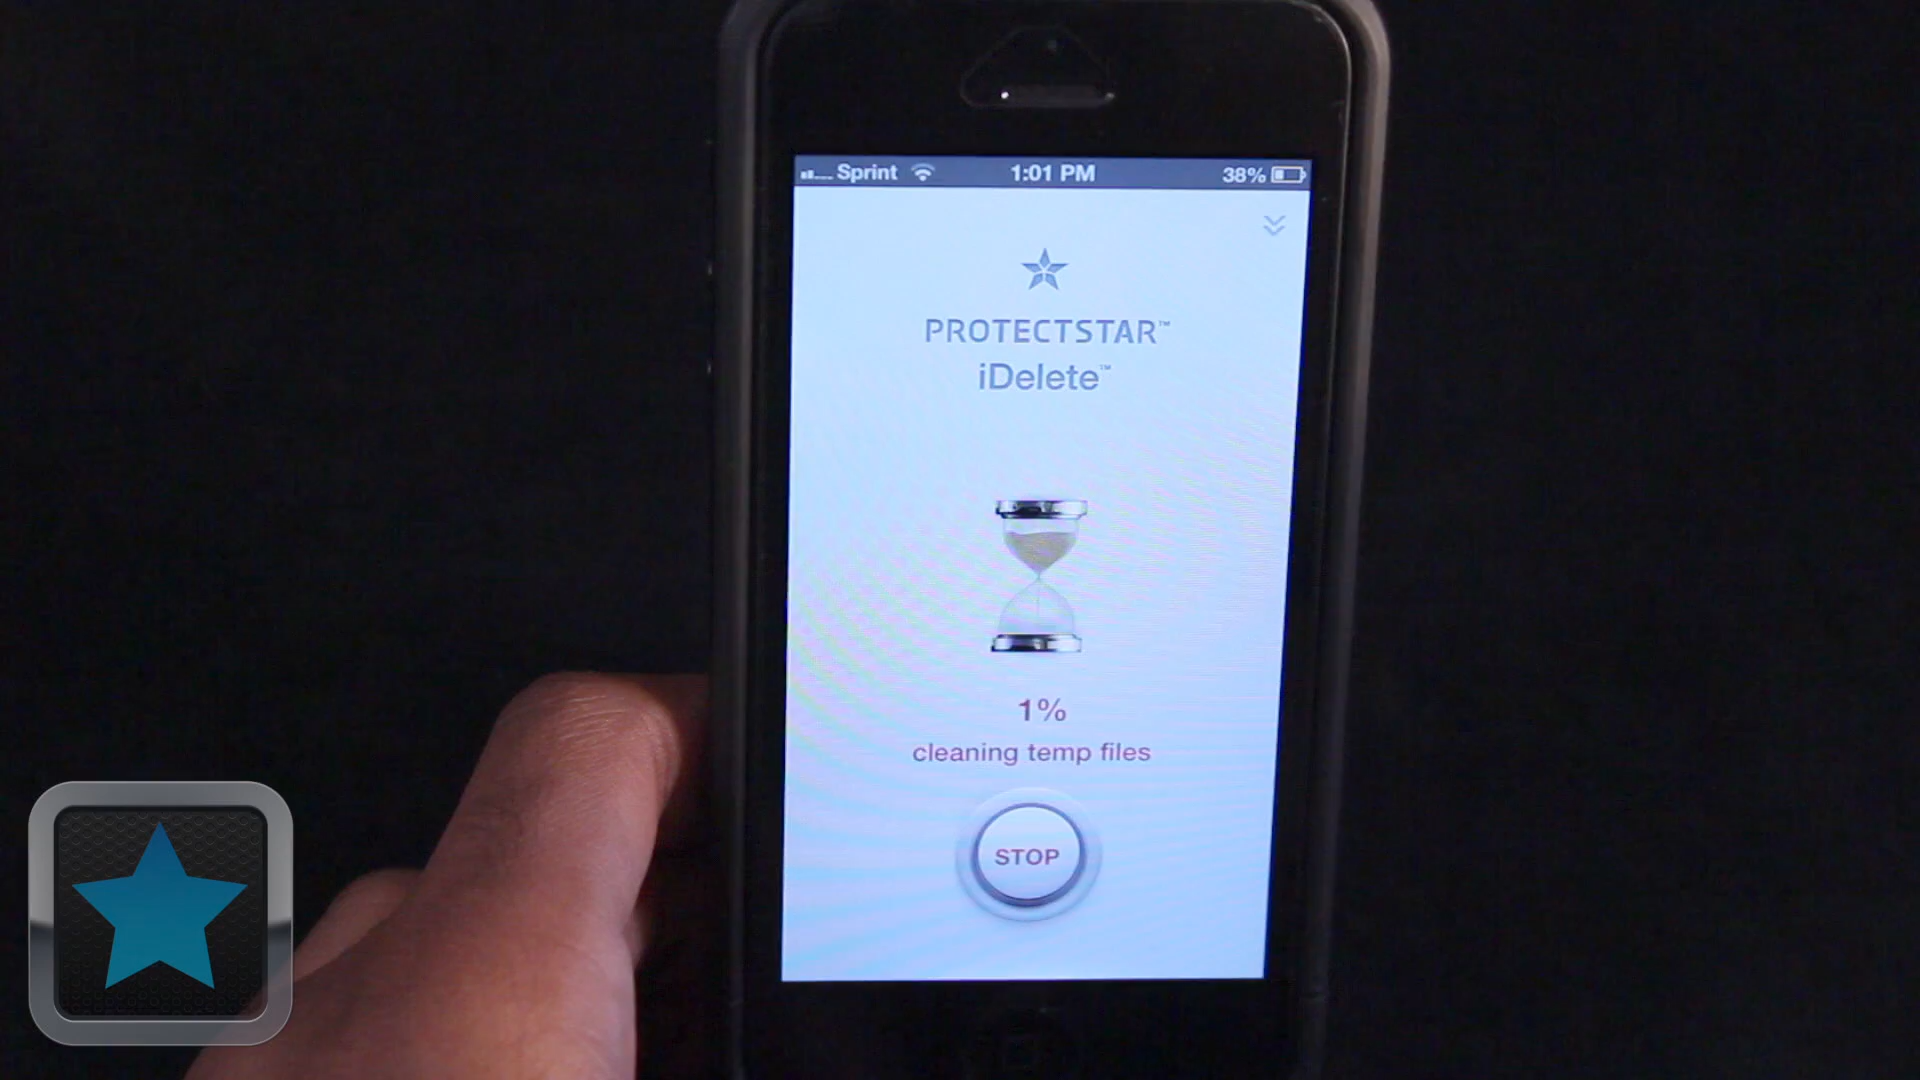 Sprint 1:01 PM 38%
PROTECTSTAR™
iDelete™
1%
cleaning temp files
STOP